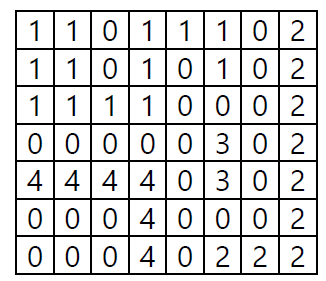 1 1 0 1 1 1 0 2
1 1 0 1 0 1 0 2
1 1 1 1 0 0 0 2
0 0 0 0 0 3 0 2
4 4 4 4 0 3 0 2
0 0 0 4 0 0 0 2
0 0 0 4 0 2 2 2